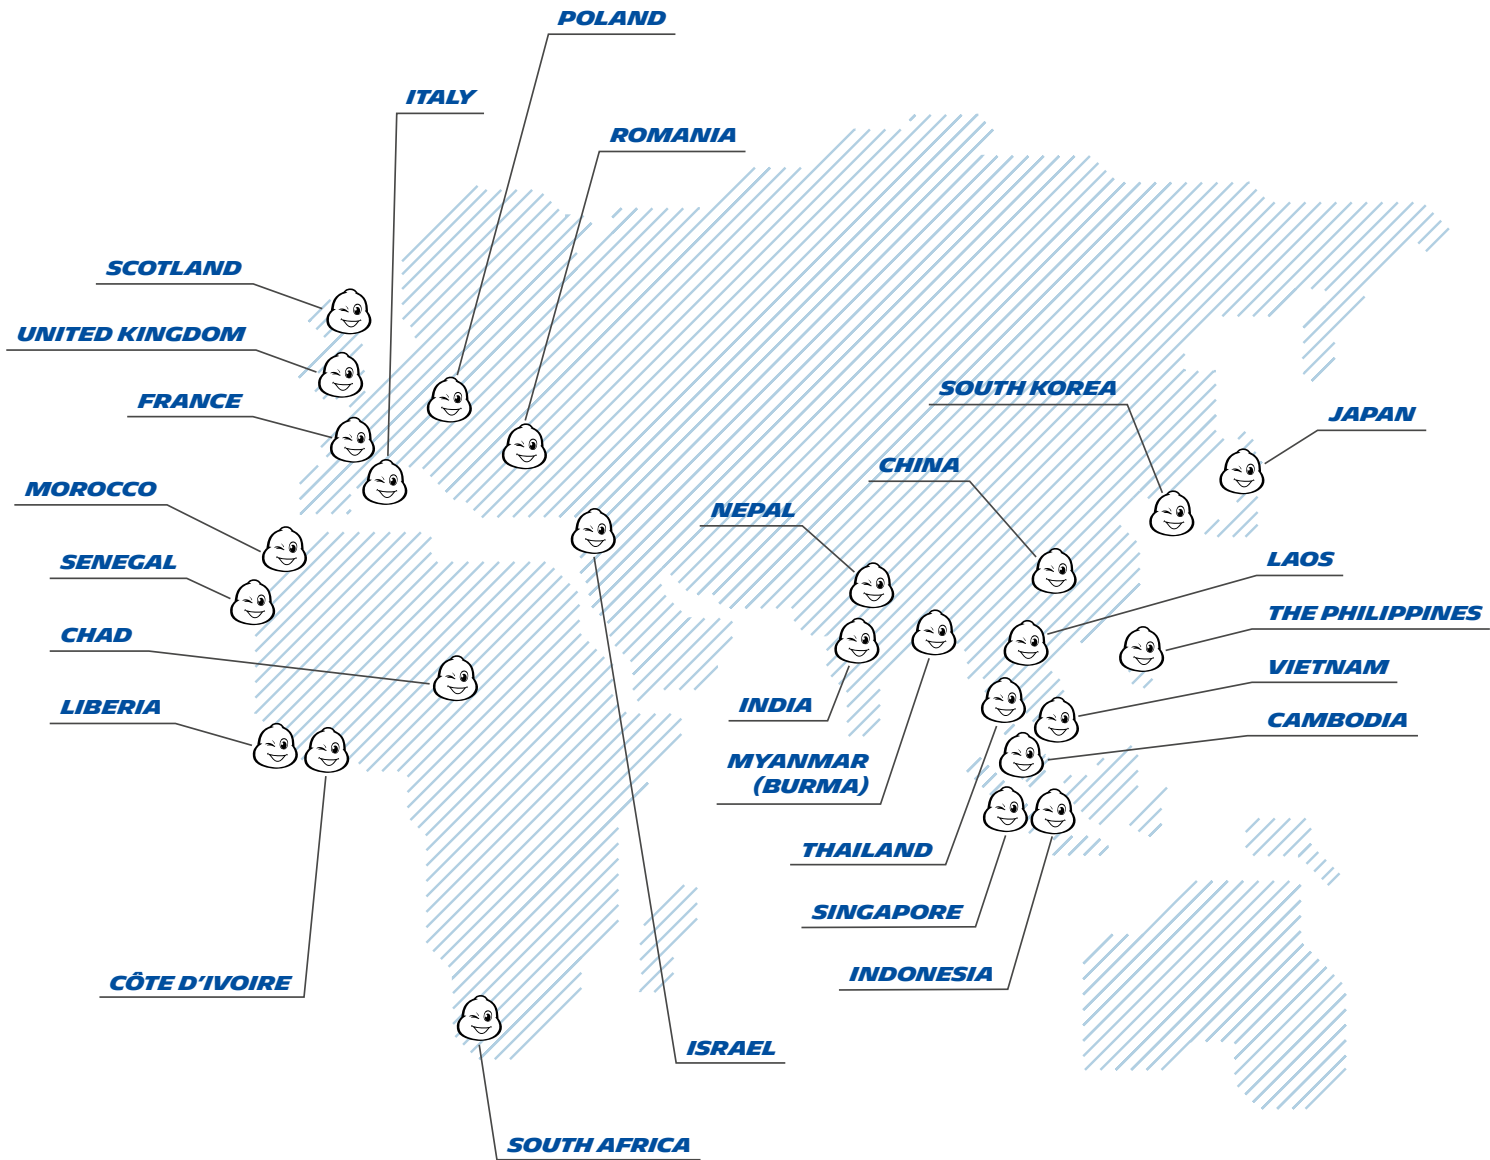 POLAND
ITALY
ROMANIA
SCOTLAND
UNITED KINGDOM
FRANCE
SOUTH KOREA
JAPAN
CHINA
MOROCCO
NEPAL
SENEGAL
LAOS
THE PHILIPPINES
CHAD
VIETNAM
LIBERIA
INDIA
CAMBODIA
MYANMAR
(BURMA)
THAILAND
SINGAPORE
INDONESIA
CÔTE D’IVOIRE
ISRAEL
SOUTH AFRICA